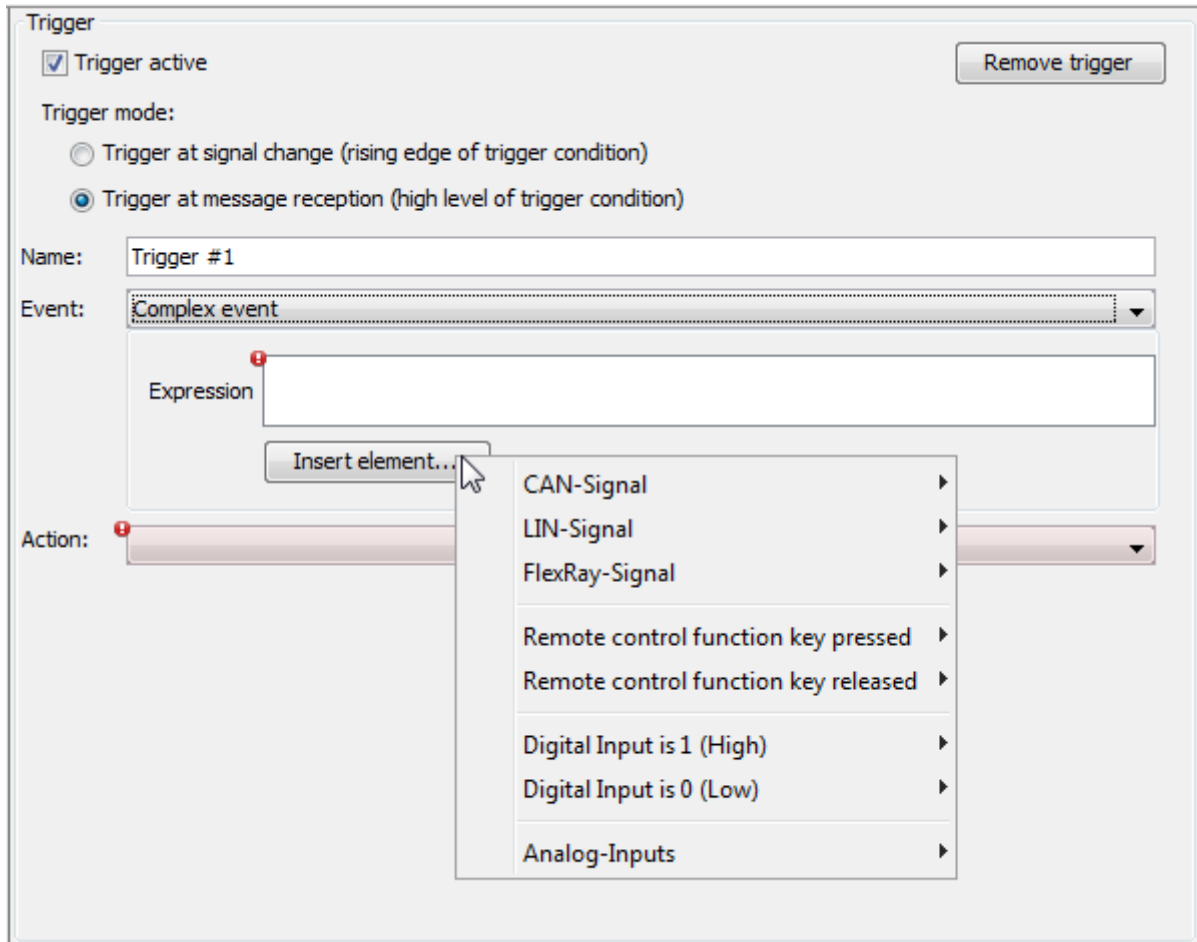 Trigger
Trigger active
Remove trigger
Trigger mode:
Trigger at signal change (rising edge of trigger condition)
Trigger at message reception (high level of trigger condition)
Name: Trigger #1
Event: Complex event
Expression
Insert element...
CAN-Signal
LIN-Signal
Action:
FlexRay-Signal
Remote control function key pressed
Remote control function key released
Digital Input is 1 (High)
Digital Input is 0 (Low)
Analog-Inputs